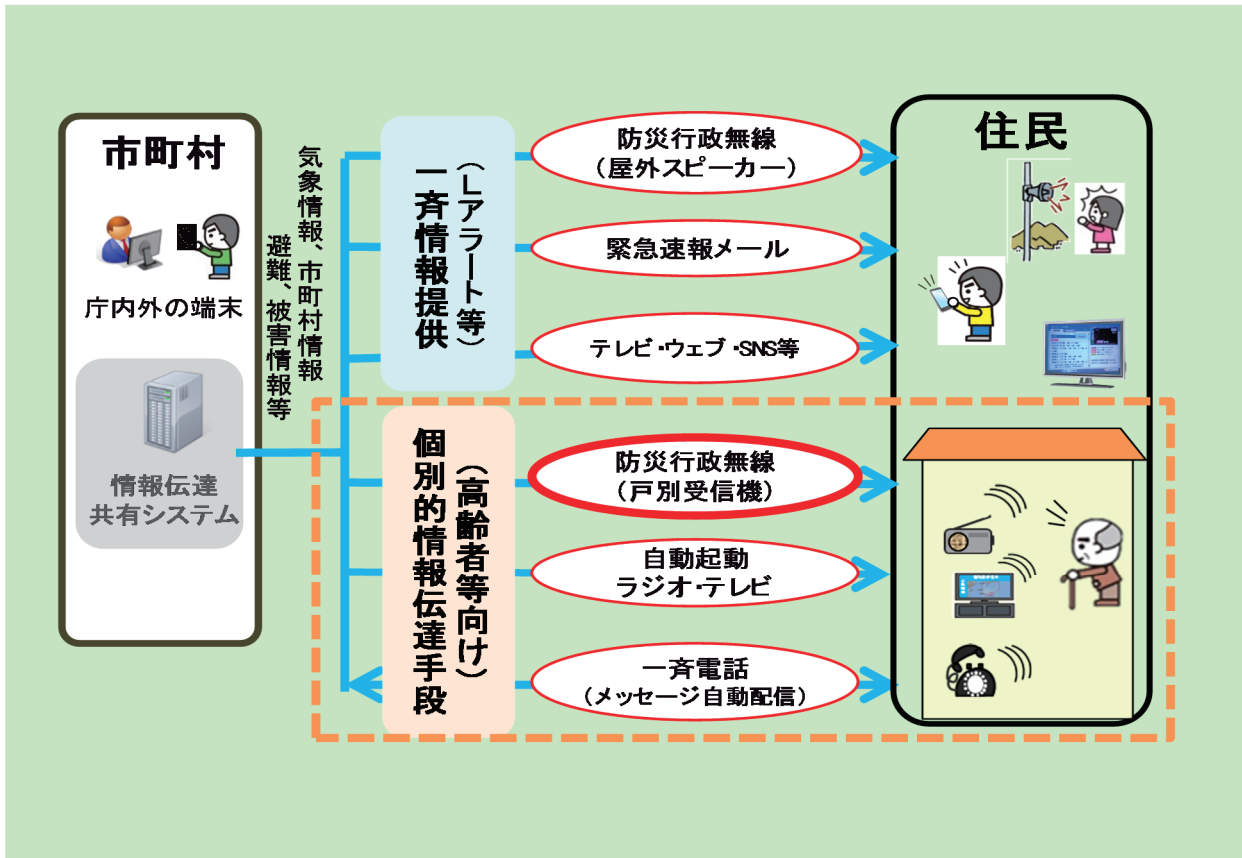 市町村
庁内外の端末
情報伝達
共有システム
気象情報、市町村情報
避難、被害情報等
（Lアラート等）
一斉情報提供
防災行政無線
（屋外スピーカー）
緊急速報メール
テレビ・ウェブ・SNS等
（高齢者等向け）
個別的情報伝達手段
防災行政無線
（戸別受信機）
自動起動
ラジオ・テレビ
一斉電話
（メッセージ自動配信）
住民